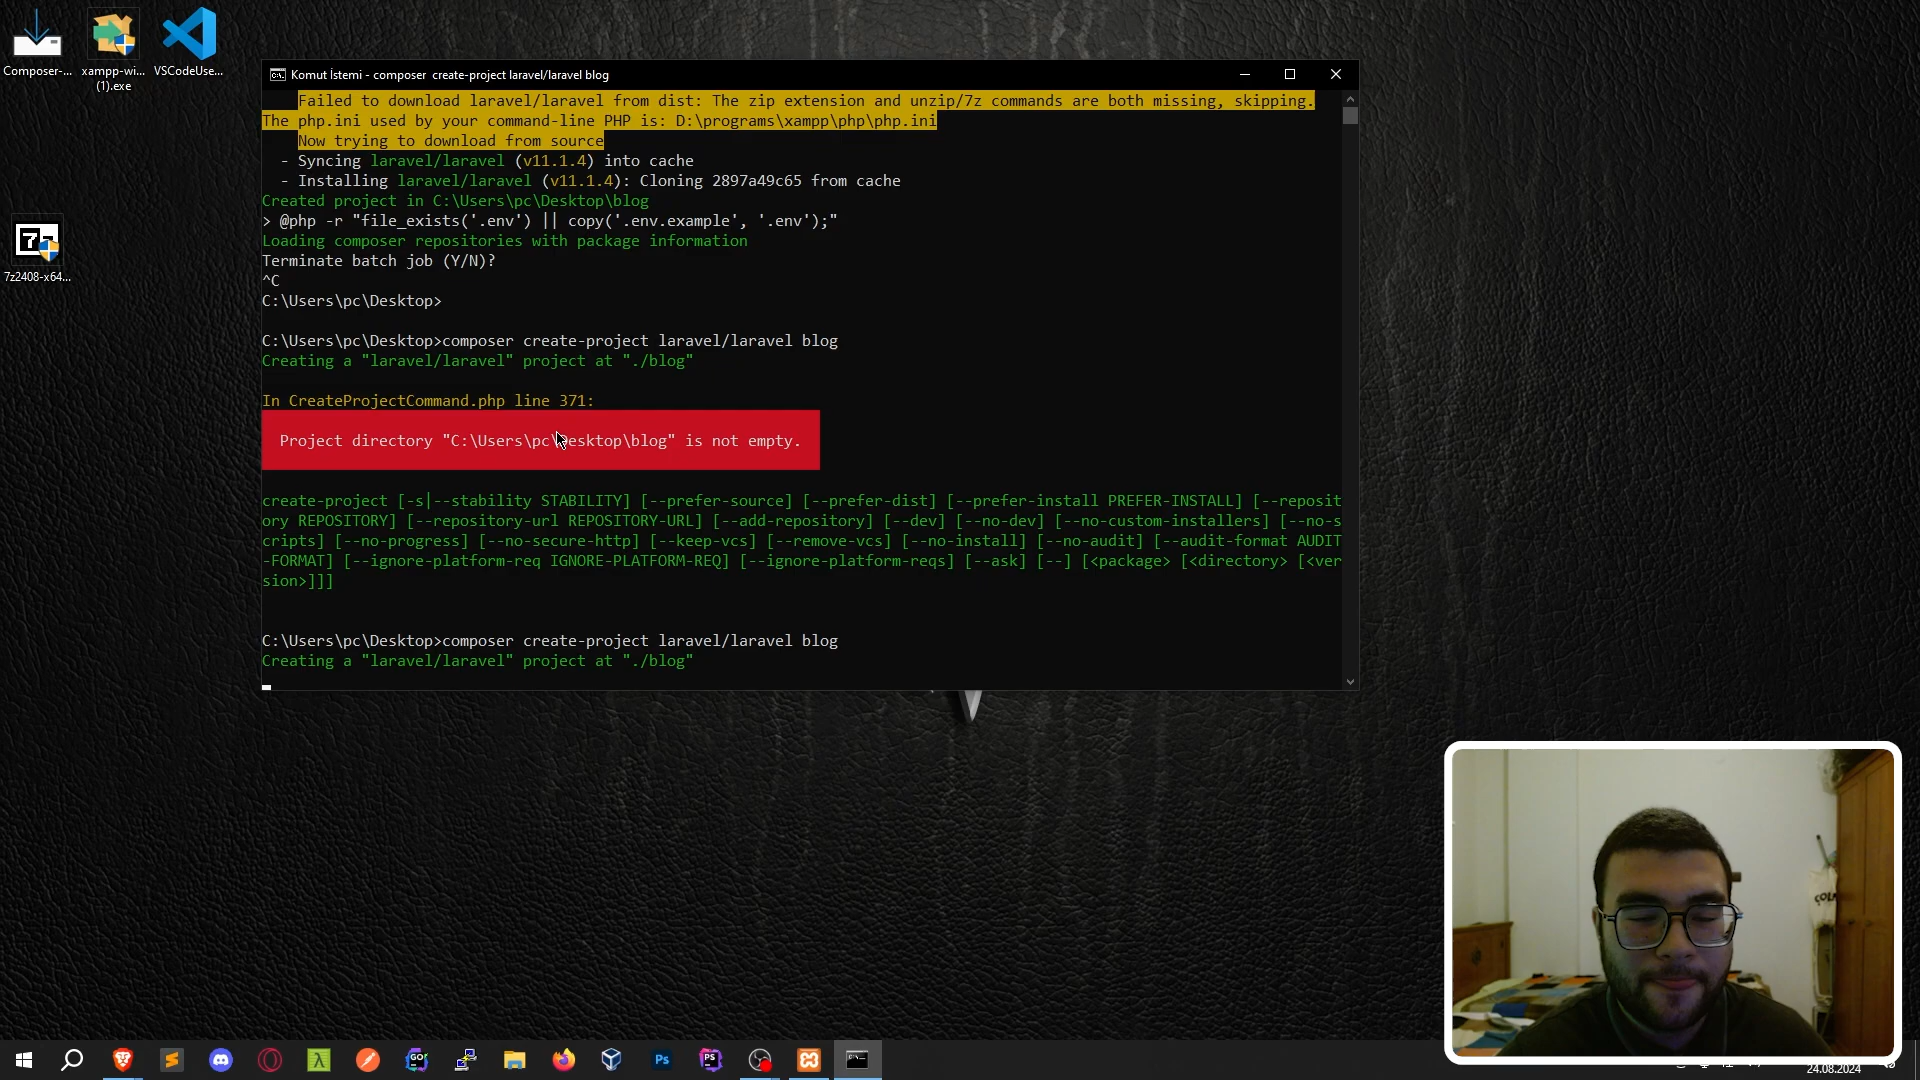 Composer-...
xampp-wi...
(1).exe
VSCodeUse...
7z2408-x64...
Komut İstemi - composer  create-project laravel/laravel blog
Failed to download laravel/laravel from dist: The zip extension and unzip/7z commands are both missing, skipping.
The php.ini used by your command-line PHP is: D:\programs\xampp\php\php.ini
Now trying to download from source
- Syncing laravel/laravel (v11.1.4) into cache
- Installing laravel/laravel (v11.1.4): Cloning 2897a49c65 from cache
Created project in C:\Users\pc\Desktop\blog
> @php -r "file_exists('.env') || copy('.env.example', '.env');"
Loading composer repositories with package information
Terminate batch job (Y/N)?
^C
C:\Users\pc\Desktop>
C:\Users\pc\Desktop>composer create-project laravel/laravel blog
Creating a "laravel/laravel" project at "./blog"
In CreateProjectCommand.php line 371:
Project directory "C:\Users\pc\Desktop\blog" is not empty.
create-project [-s|--stability STABILITY] [--prefer-source] [--prefer-dist] [--prefer-install PREFER-INSTALL] [--reposit
ory REPOSITORY] [--repository-url REPOSITORY-URL] [--add-repository] [--dev] [--no-dev] [--no-custom-installers] [--no-s
cripts] [--no-progress] [--no-secure-http] [--keep-vcs] [--remove-vcs] [--no-install] [--no-audit] [--audit-format AUDIT
-FORMAT] [--ignore-platform-req IGNORE-PLATFORM-REQ] [--ignore-platform-reqs] [--ask] [--] [<package> [<directory> [<ver
sion>]]]
C:\Users\pc\Desktop>composer create-project laravel/laravel blog
Creating a "laravel/laravel" project at "./blog"
GO
Ps
PS
24.08.2024